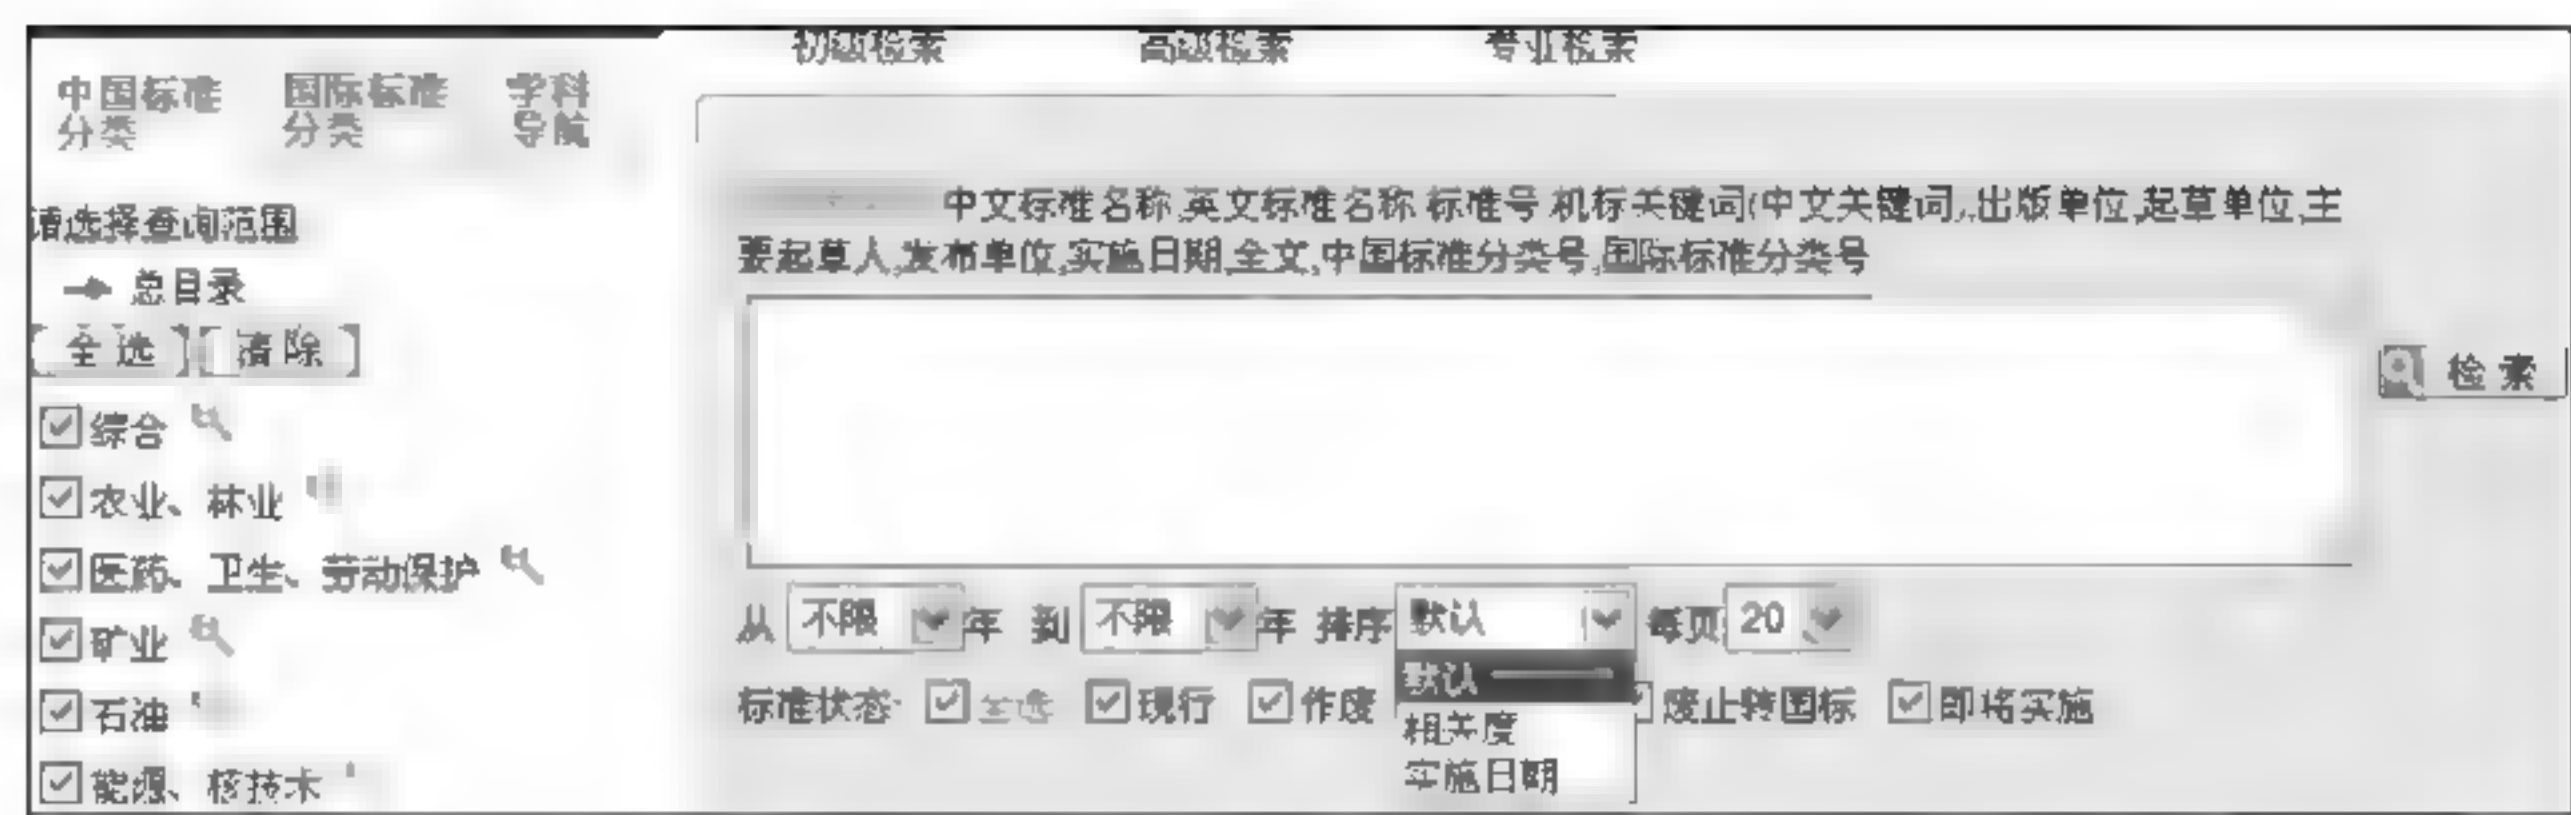 初级检索 高级检索 专业检索
中国标准分类 国际标准分类 学科导航
请选择查询范围
总目录
全选 清除
综合
农业、林业
医药、卫生、劳动保护
矿业
石油
能源、核技术
中文标准名称,英文标准名称,标准号,机标关键词(中文关键词),出版单位,起草单位,主
要起草人,发布单位,实施日期,全文,中国标准分类号,国际标准分类号
检索
从 不限 年 到 不限 年 排序 默认 每页 20
标准状态: 全选 现行 作废 废止转国标 即将实施
默认
相关度
实施日期